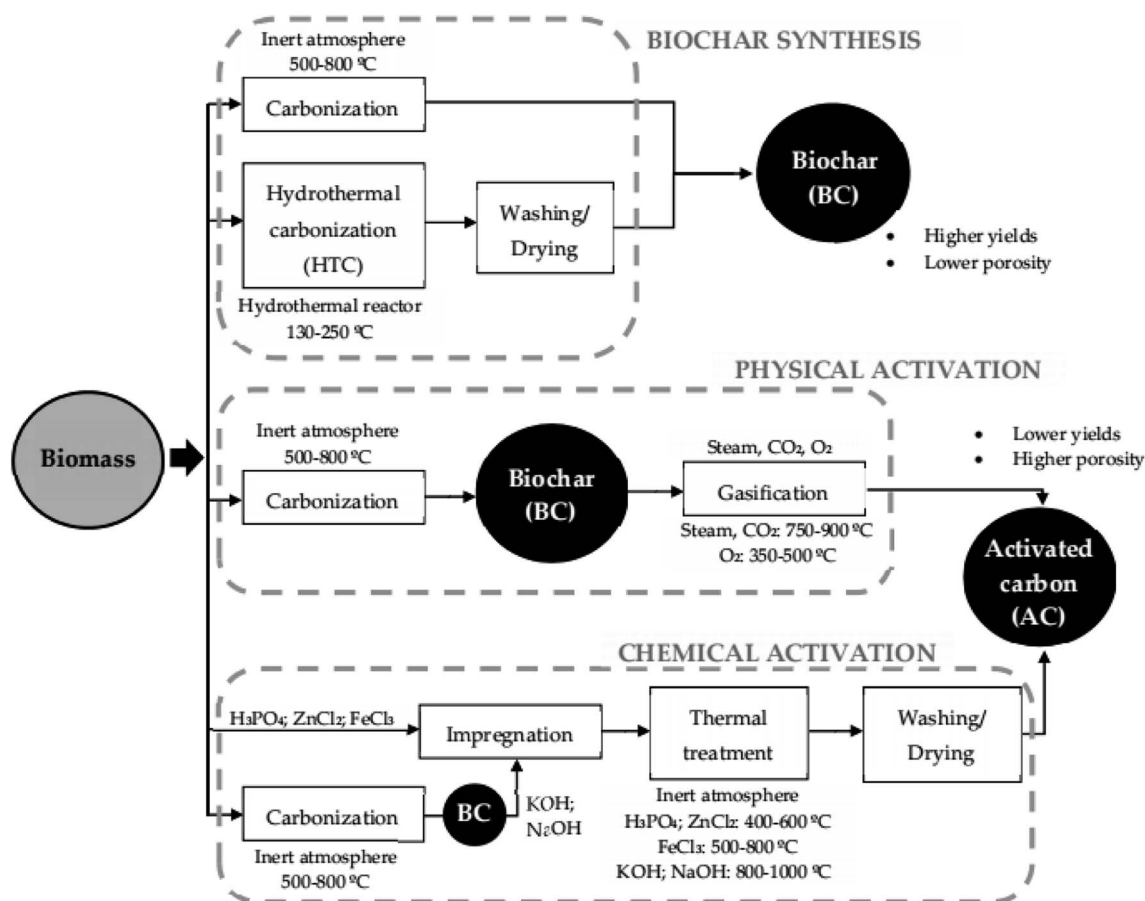 BIOCHAR SYNTHESIS
Inert atmosphere
500-800 ºC
Carbonization
Hydrothermal
carbonization
(HTC)
Hydrothermal reactor
130-250 ºC
Washing/
Drying
Biochar
(BC)
• Higher yields
• Lower porosity
Biomass
PHYSICAL ACTIVATION
Inert atmosphere
500-800 ºC
Carbonization
Biochar
(BC)
Steam, CO₂, O₂
Gasification
Steam, CO₂: 750-900 ºC
O₂: 350-500 ºC
• Lower yields
• Higher porosity
Activated
carbon
(AC)
CHEMICAL ACTIVATION
H₃PO₄; ZnCl₂; FeCl₃
Impregnation
Thermal
treatment
Inert atmosphere
H₃PO₄; ZnCl₂: 400-600 ºC
FeCl₃: 500-800 ºC
KOH; NaOH: 800-1000 ºC
Washing/
Drying
Carbonization
Inert atmosphere
500-800 ºC
BC
KOH;
NaOH